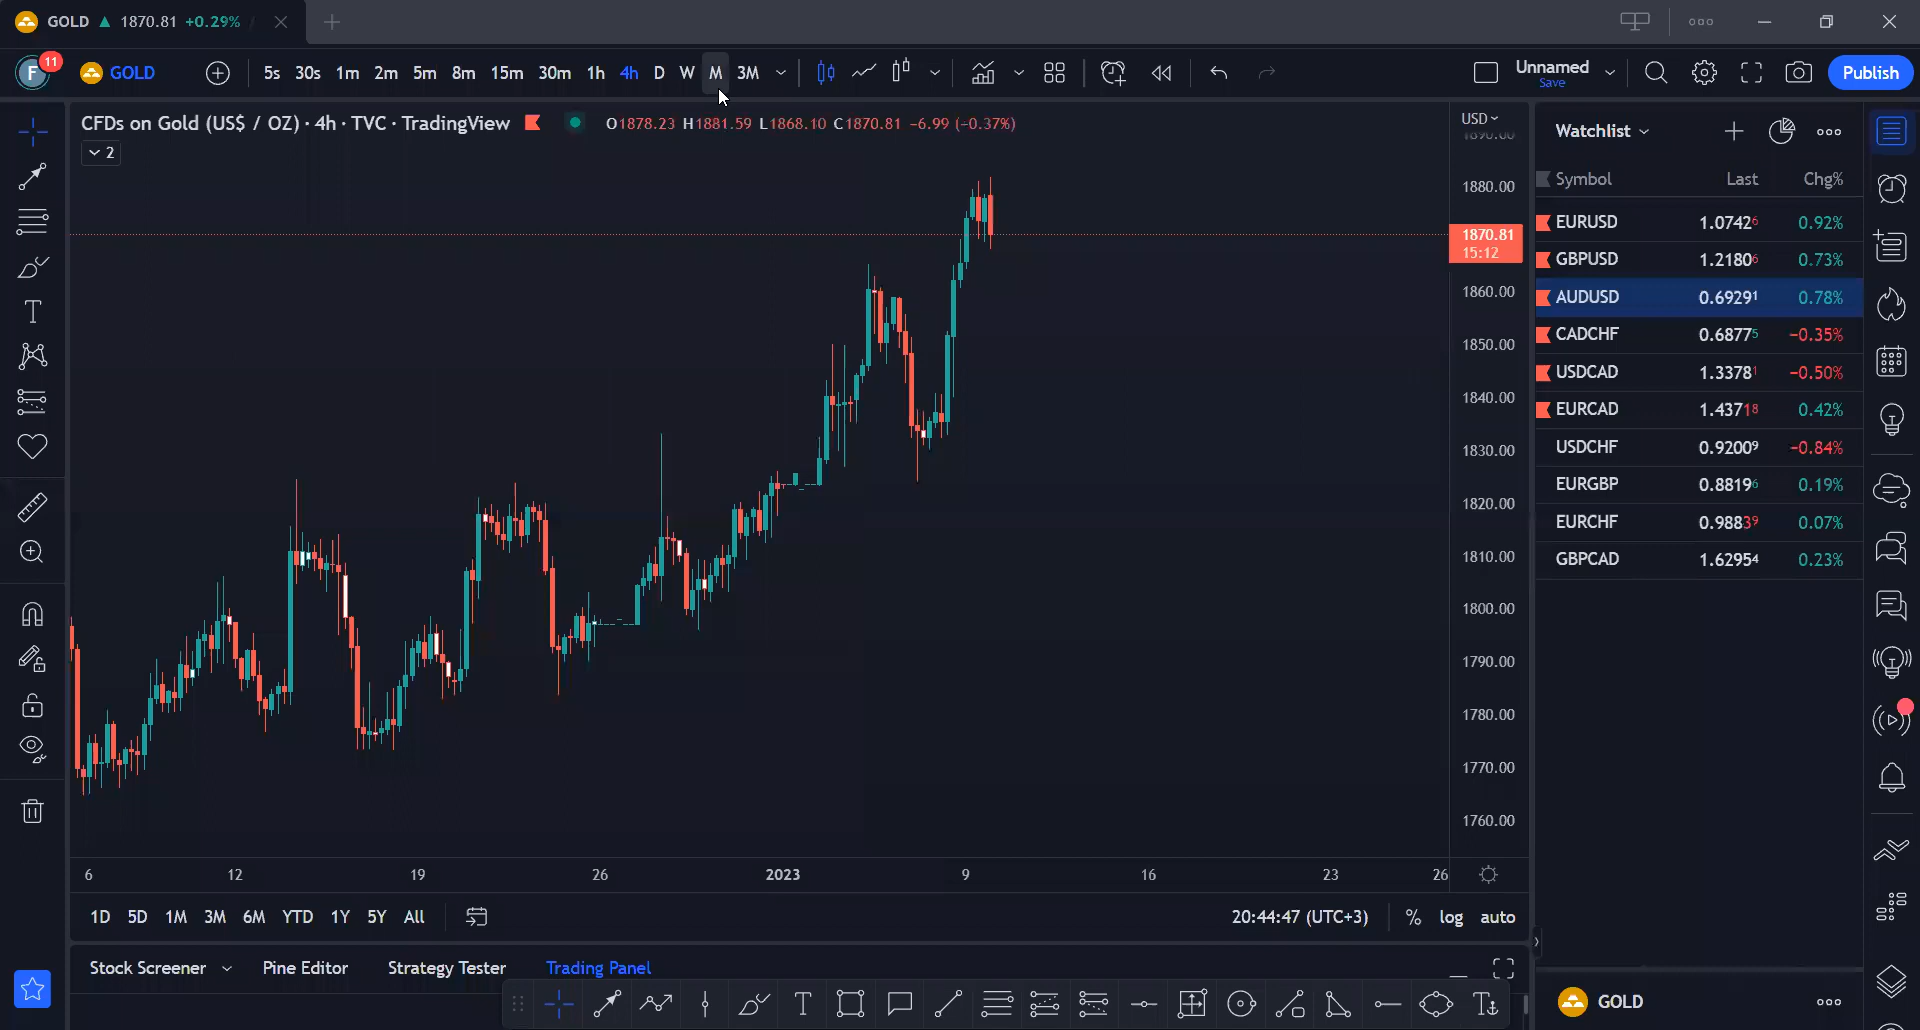 GOLD ▲ 1870.81 +0.29% /
F 11 GOLD 5s 30s 1m 2m 5m 8m 15m 30m 1h 4h D W M 3M Unnamed Save Publish
CFDs on Gold (US$ / OZ) · 4h · TVC · TradingView O1878.23 H1881.59 L1868.10 C1870.81 −6.99 (−0.37%)
2
USD
1890.00
1880.00
1870.81
15:12
1860.00
1850.00
1840.00
1830.00
1820.00
1810.00
1800.00
1790.00
1780.00
1770.00
1760.00
6 12 19 26 2023 9 16 23 26
1D 5D 1M 3M 6M YTD 1Y 5Y All 20:44:47 (UTC+3) % log auto
Stock Screener Pine Editor Strategy Tester Trading Panel
T T
Watchlist
Symbol Last Chg%
EURUSD 1.07426 0.92%
GBPUSD 1.21806 0.73%
AUDUSD 0.69291 0.78%
CADCHF 0.68775 −0.35%
USDCAD 1.33781 −0.50%
EURCAD 1.43718 0.42%
USDCHF 0.92009 −0.84%
EURGBP 0.88196 0.19%
EURCHF 0.98839 0.07%
GBPCAD 1.62954 0.23%
GOLD